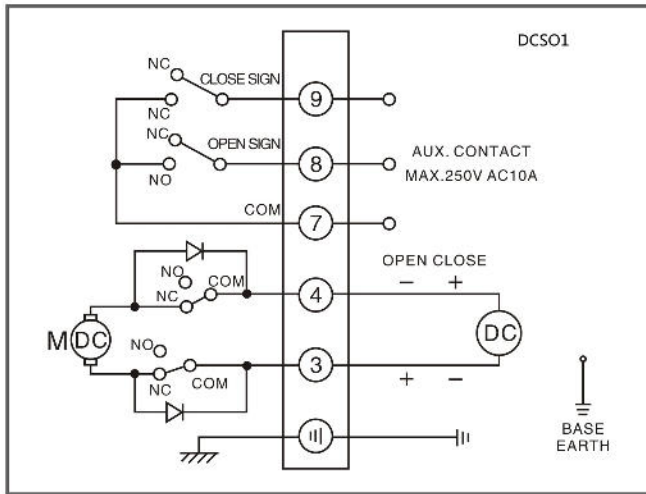 DCSO1
NC
CLOSE SIGN
NC
9
NC
OPEN SIGN
NO
8
AUX. CONTACT
MAX.250V AC10A
COM
7
NO
NC
COM
4
OPEN CLOSE
− +
M DC
DC
NO
NC
COM
3
+ −
BASE
EARTH